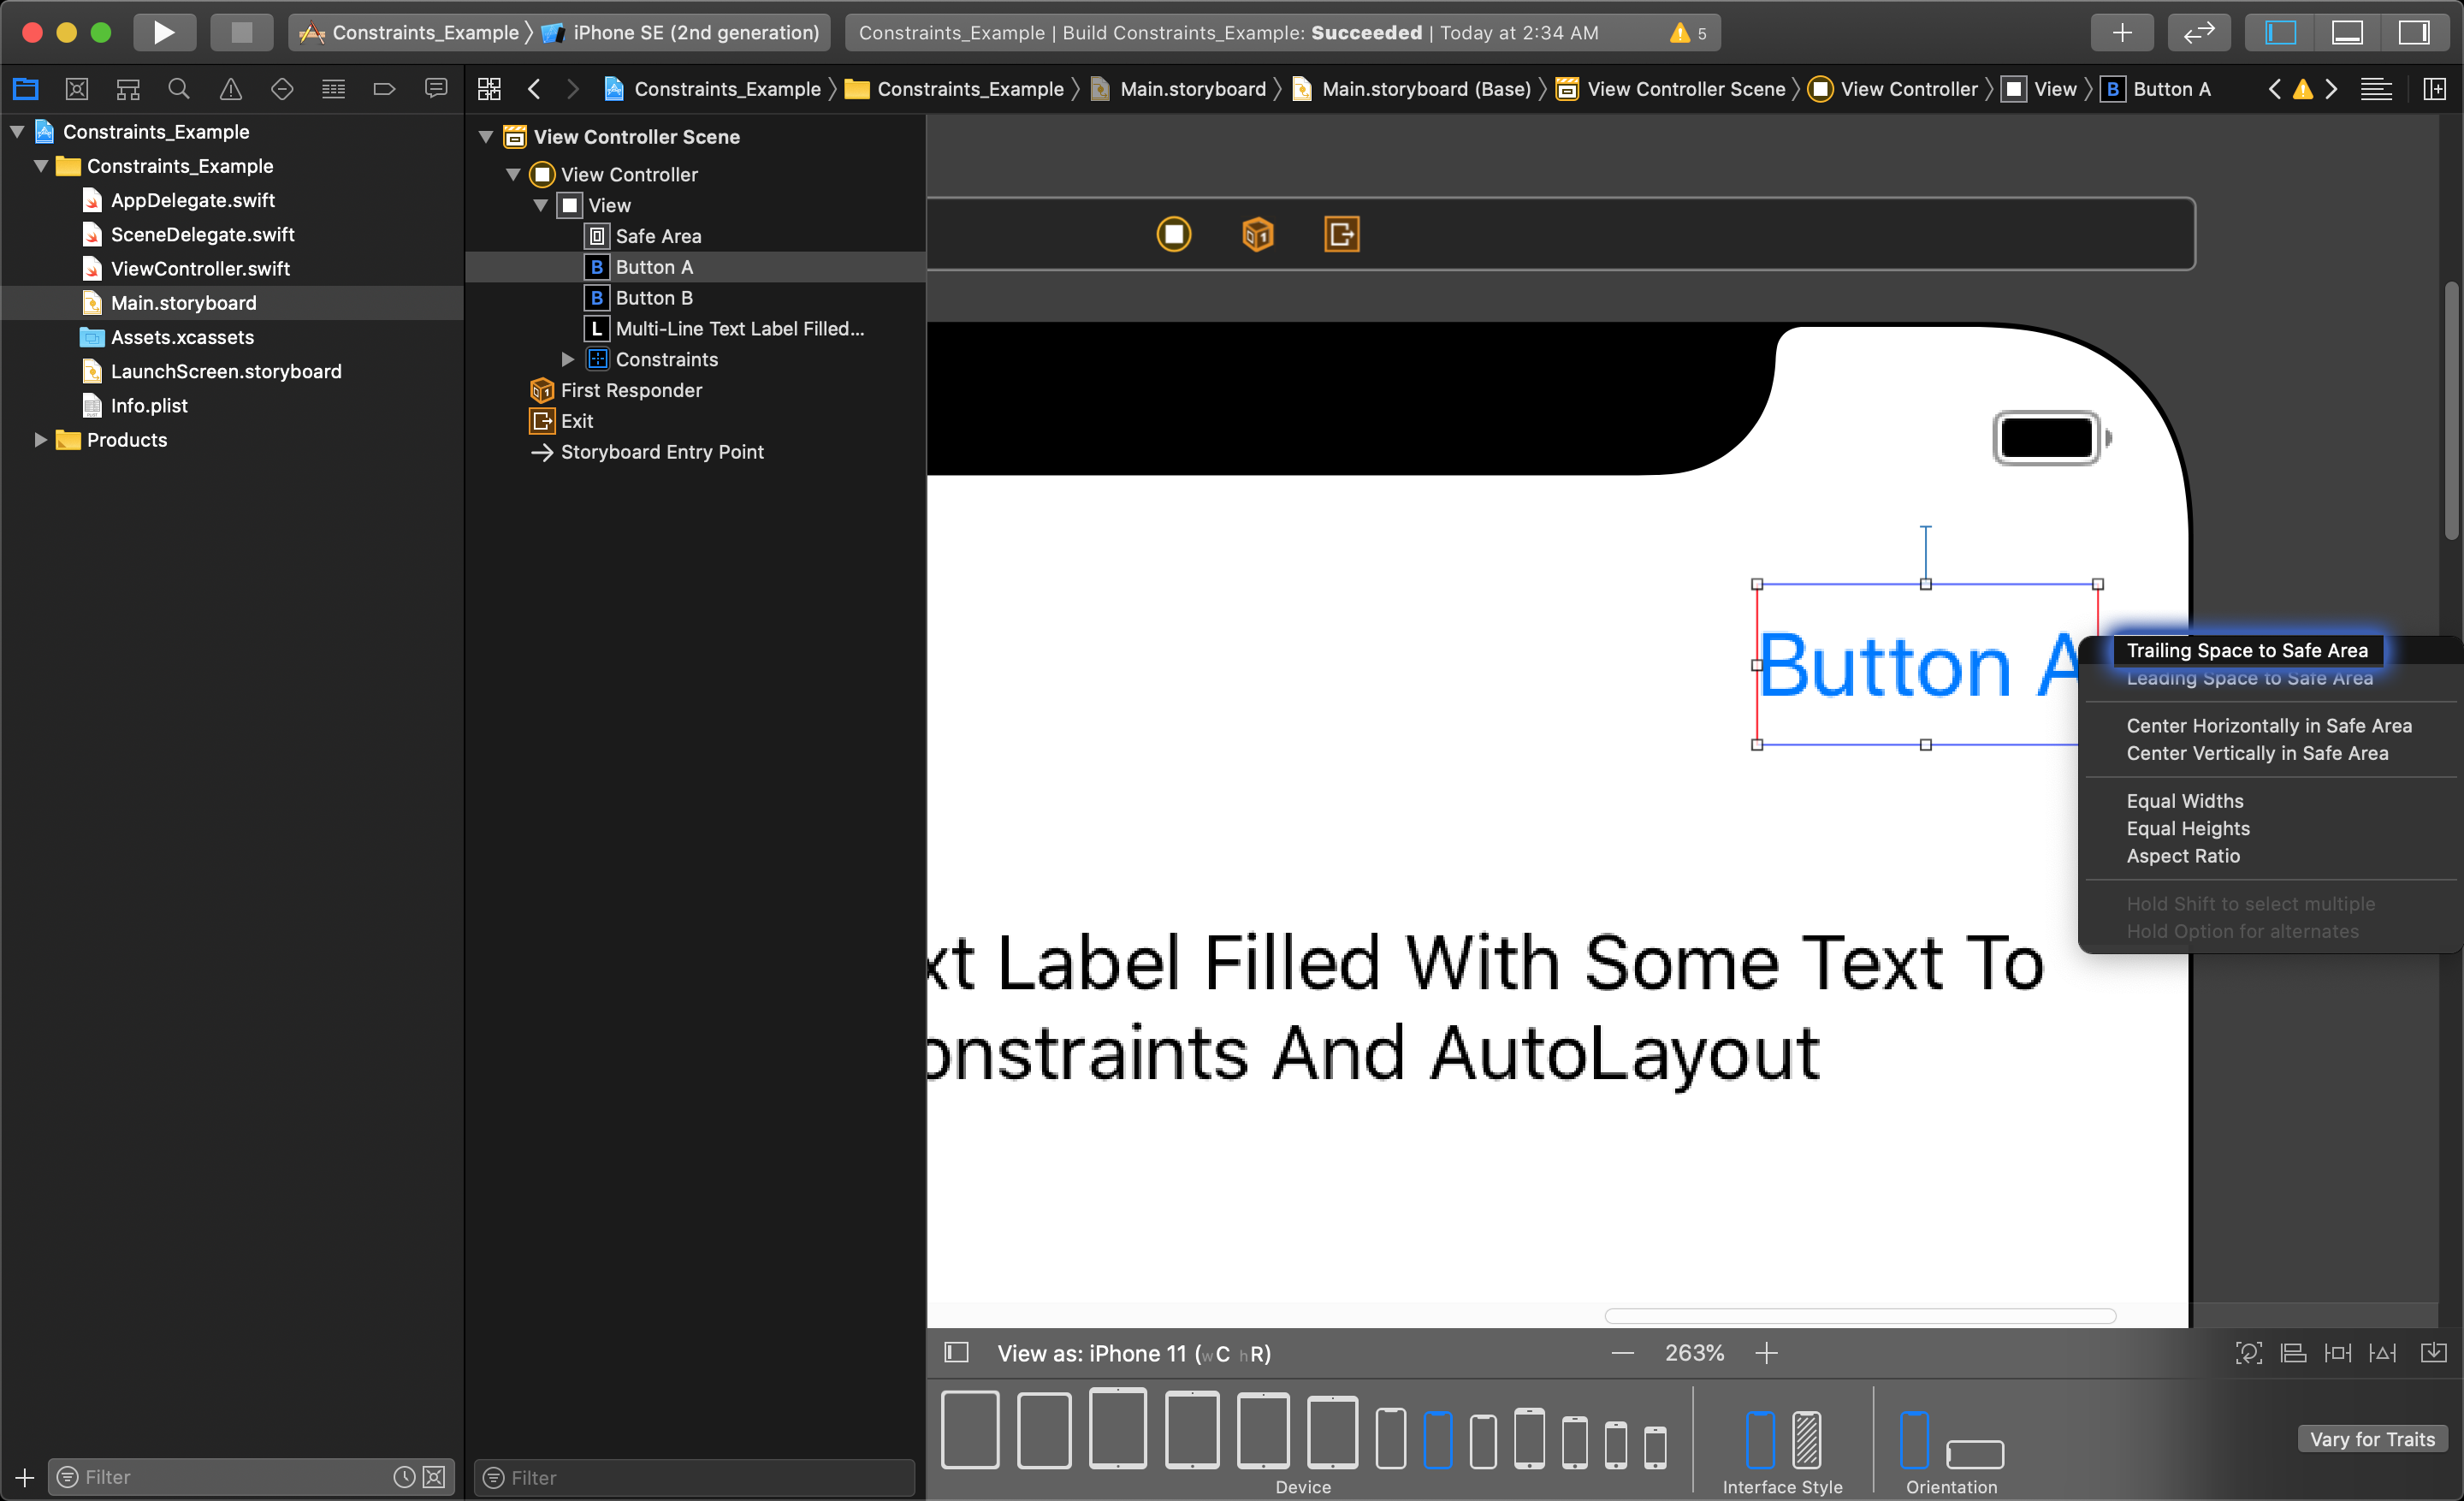 Constraints_Example 〉 iPhone SE (2nd generation)
Constraints_Example | Build Constraints_Example: Succeeded | Today at 2:34 AM
5
Constraints_Example 〉 Constraints_Example 〉 Main.storyboard 〉 Main.storyboard (Base) 〉 View Controller Scene 〉 View Controller 〉 View 〉 B Button A
Constraints_Example
Constraints_Example
AppDelegate.swift
SceneDelegate.swift
ViewController.swift
Main.storyboard
Assets.xcassets
LaunchScreen.storyboard
Info.plist
Products
Filter
View Controller Scene
View Controller
View
Safe Area
B Button A
B Button B
L Multi-Line Text Label Filled...
Constraints
First Responder
Exit
Storyboard Entry Point
Filter
Button A
Trailing Space to Safe Area
Leading Space to Safe Area
Center Horizontally in Safe Area
Center Vertically in Safe Area
Equal Widths
Equal Heights
Aspect Ratio
Hold Shift to select multiple
Hold Option for alternates
xt Label Filled With Some Text To
onstraints And AutoLayout
View as: iPhone 11 (wC hR)
263%
Device
Interface Style
Orientation
Vary for Traits